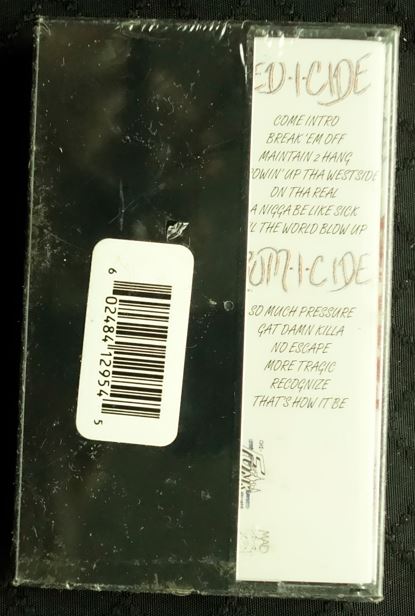 ED·I·CIDE
COME INTRO
BREAK 'EM OFF
MAINTAIN 2 HANG
OWIN' UP THA WESTSIDE
ON THA REAL
A NIGGA BE LIKE SICK
IL THE WORLD BLOW UP
OM·I·CIDE
SO MUCH PRESSURE
GAT DAMN KILLA
NO ESCAPE
MORE TRAGIC
RECOGNIZE
THAT'S HOW IT BE
MAD
6 02484 12954 5